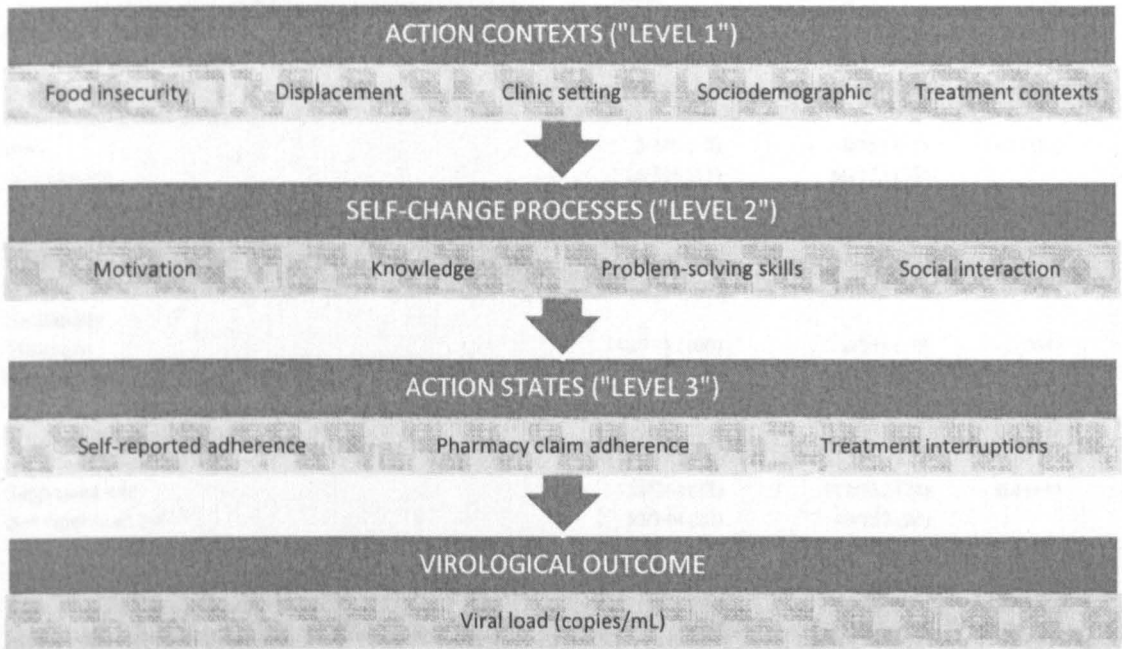 ACTION CONTEXTS ("LEVEL 1")
Food insecurity Displacement Clinic setting Sociodemographic Treatment contexts
SELF-CHANGE PROCESSES ("LEVEL 2")
Motivation Knowledge Problem-solving skills Social interaction
ACTION STATES ("LEVEL 3")
Self-reported adherence Pharmacy claim adherence Treatment interruptions
VIROLOGICAL OUTCOME
Viral load (copies/mL)